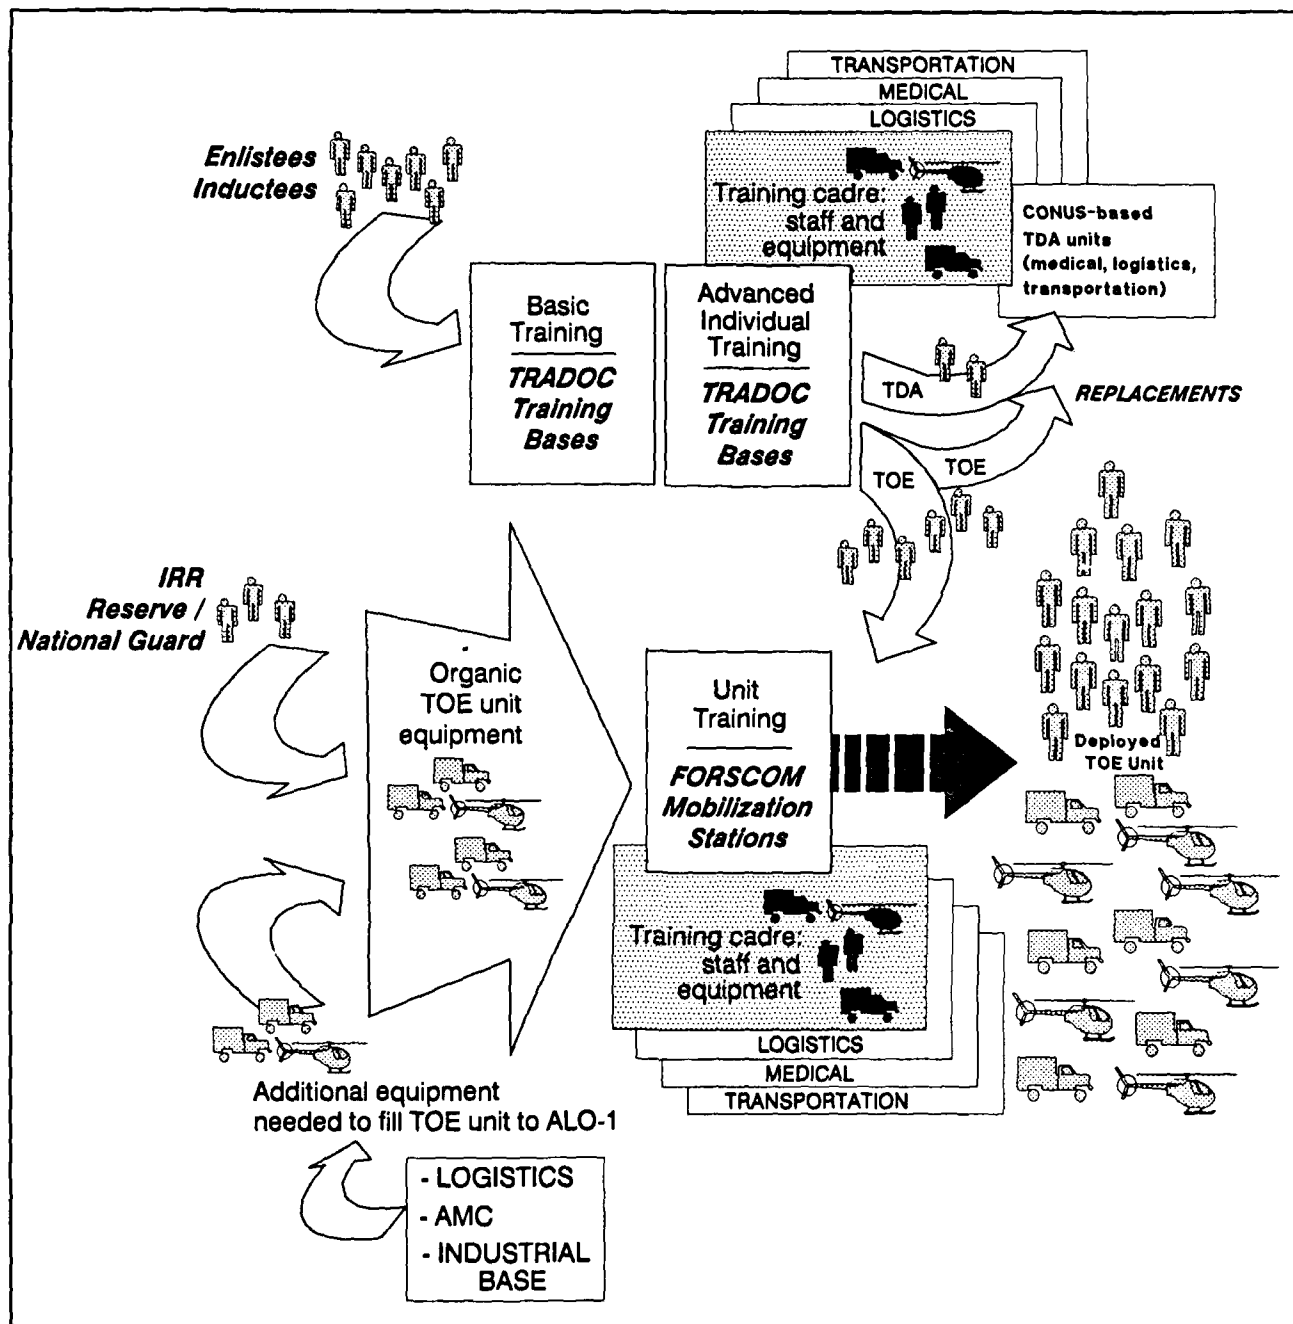 TRANSPORTATION
MEDICAL
LOGISTICS
Enlistees
Inductees
Training cadre:
staff and
equipment
CONUS-based
TDA units
(medical, logistics,
transportation)
Basic
Training
TRADOC
Training
Bases
Advanced
Individual
Training
TRADOC
Training
Bases
TDA
REPLACEMENTS
TOE
TOE
IRR
Reserve /
National Guard
Organic
TOE unit
equipment
Unit
Training
FORSCOM
Mobilization
Stations
Deployed
TOE Unit
Training cadre:
staff and
equipment
LOGISTICS
MEDICAL
TRANSPORTATION
Additional equipment
needed to fill TOE unit to ALO-1
- LOGISTICS
- AMC
- INDUSTRIAL
BASE